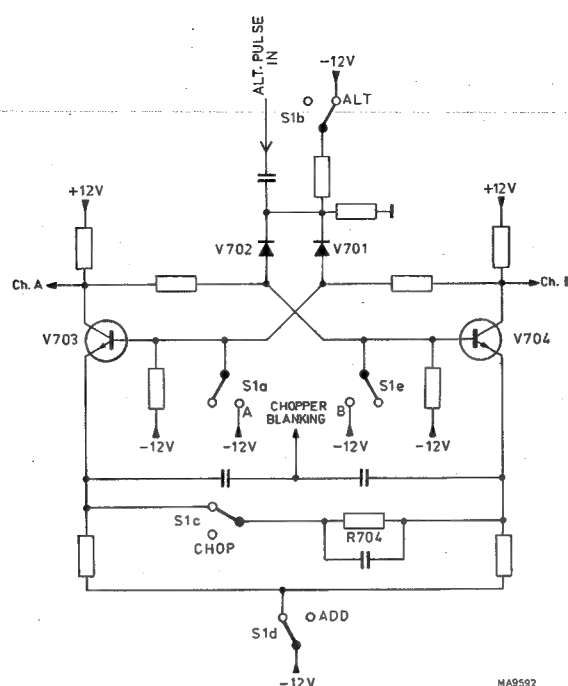 ALT. PULSE
IN
-12V
ALT
S1b
+12V
+12V
V702
V701
Ch. A
Ch. B
V703
V704
S1a
S1e
A
CHOPPER
BLANKING
B
-12V
-12V
-12V
-12V
S1c
CHOP
R704
S1d
ADD
-12V
MA9592